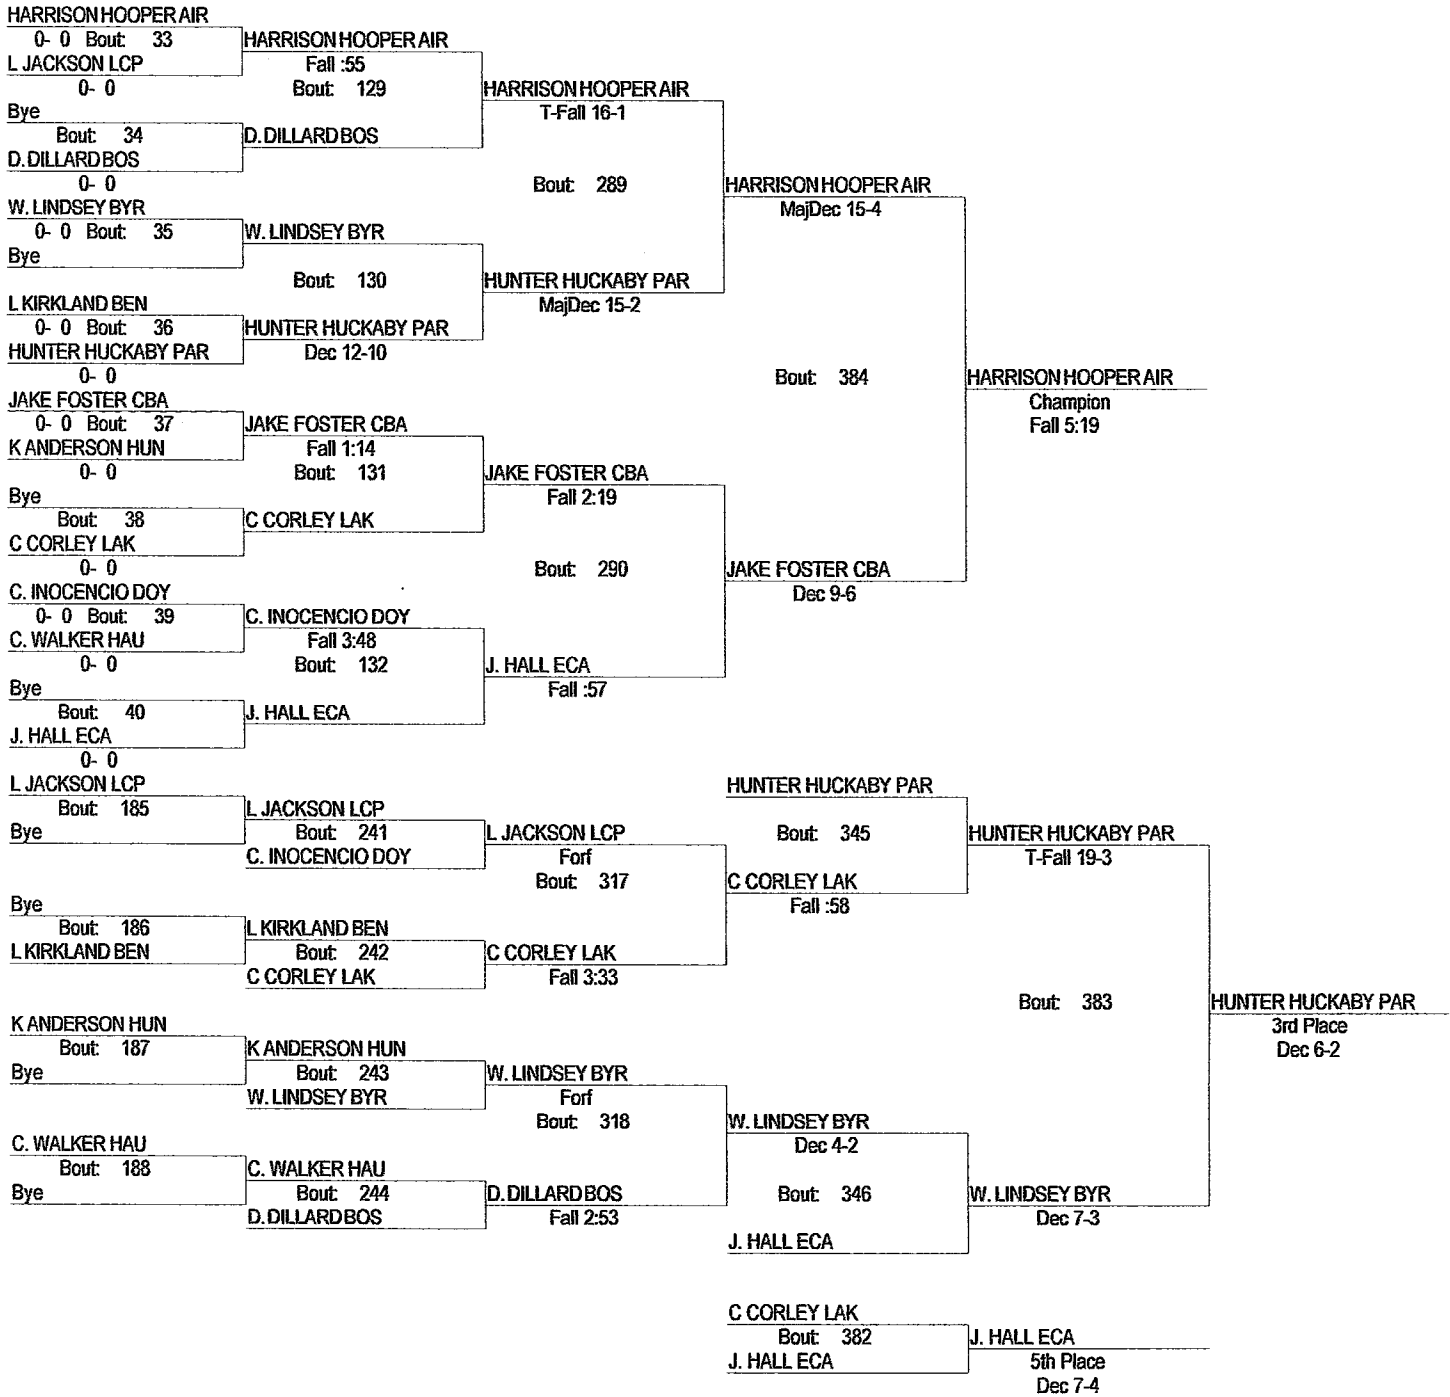 HARRISON HOOPER AIR
0- 0 Bout: 33
L JACKSON LCP
0- 0
Bye
Bout: 34
D. DILLARD BOS
0- 0
W. LINDSEY BYR
0- 0 Bout: 35
Bye
L KIRKLAND BEN
0- 0 Bout: 36
HUNTER HUCKABY PAR
0- 0
JAKE FOSTER CBA
0- 0 Bout: 37
K ANDERSON HUN
0- 0
Bye
Bout: 38
C CORLEY LAK
0- 0
C. INOCENCIO DOY
0- 0 Bout: 39
C. WALKER HAU
0- 0
Bye
Bout: 40
J. HALL ECA
0- 0
HARRISON HOOPER AIR
Fall :55
Bout: 129
D. DILLARD BOS
W. LINDSEY BYR
Bout: 130
HUNTER HUCKABY PAR
Dec 12-10
JAKE FOSTER CBA
Fall 1:14
Bout: 131
C CORLEY LAK
C. INOCENCIO DOY
Fall 3:48
Bout: 132
J. HALL ECA
HARRISON HOOPER AIR
T-Fall 16-1
Bout: 289
HUNTER HUCKABY PAR
MajDec 15-2
JAKE FOSTER CBA
Fall 2:19
Bout: 290
J. HALL ECA
Fall :57
HARRISON HOOPER AIR
MajDec 15-4
Bout: 384
JAKE FOSTER CBA
Dec 9-6
HARRISON HOOPER AIR
Champion
Fall 5:19
L JACKSON LCP
Bout: 185
Bye
Bye
Bout: 186
L KIRKLAND BEN
K ANDERSON HUN
Bout: 187
Bye
C. WALKER HAU
Bout: 188
Bye
L JACKSON LCP
Bout: 241
C. INOCENCIO DOY
L KIRKLAND BEN
Bout: 242
C CORLEY LAK
K ANDERSON HUN
Bout: 243
W. LINDSEY BYR
C. WALKER HAU
Bout: 244
D. DILLARD BOS
L JACKSON LCP
Forf
Bout: 317
C CORLEY LAK
Fall 3:33
W. LINDSEY BYR
Forf
Bout: 318
D. DILLARD BOS
Fall 2:53
HUNTER HUCKABY PAR
Bout: 345
C CORLEY LAK
Fall :58
W. LINDSEY BYR
Dec 4-2
Bout: 346
J. HALL ECA
HUNTER HUCKABY PAR
T-Fall 19-3
Bout: 383
W. LINDSEY BYR
Dec 7-3
HUNTER HUCKABY PAR
3rd Place
Dec 6-2
C CORLEY LAK
Bout: 382
J. HALL ECA
J. HALL ECA
5th Place
Dec 7-4